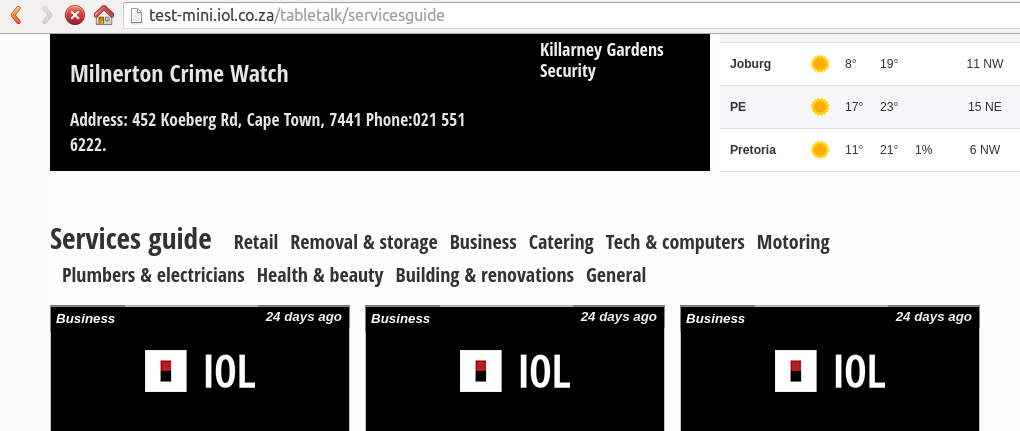 test-mini.iol.co.za/tabletalk/servicesguide
Milnerton Crime Watch
Address: 452 Koeberg Rd, Cape Town, 7441 Phone:021 551
6222.
Killarney Gardens
Security
Joburg 8° 19° 11 NW
PE 17° 23° 15 NE
Pretoria 11° 21° 1% 6 NW
Services guide Retail Removal & storage Business Catering Tech & computers Motoring
Plumbers & electricians Health & beauty Building & renovations General
Business 24 days ago
IOL
Business 24 days ago
IOL
Business 24 days ago
IOL